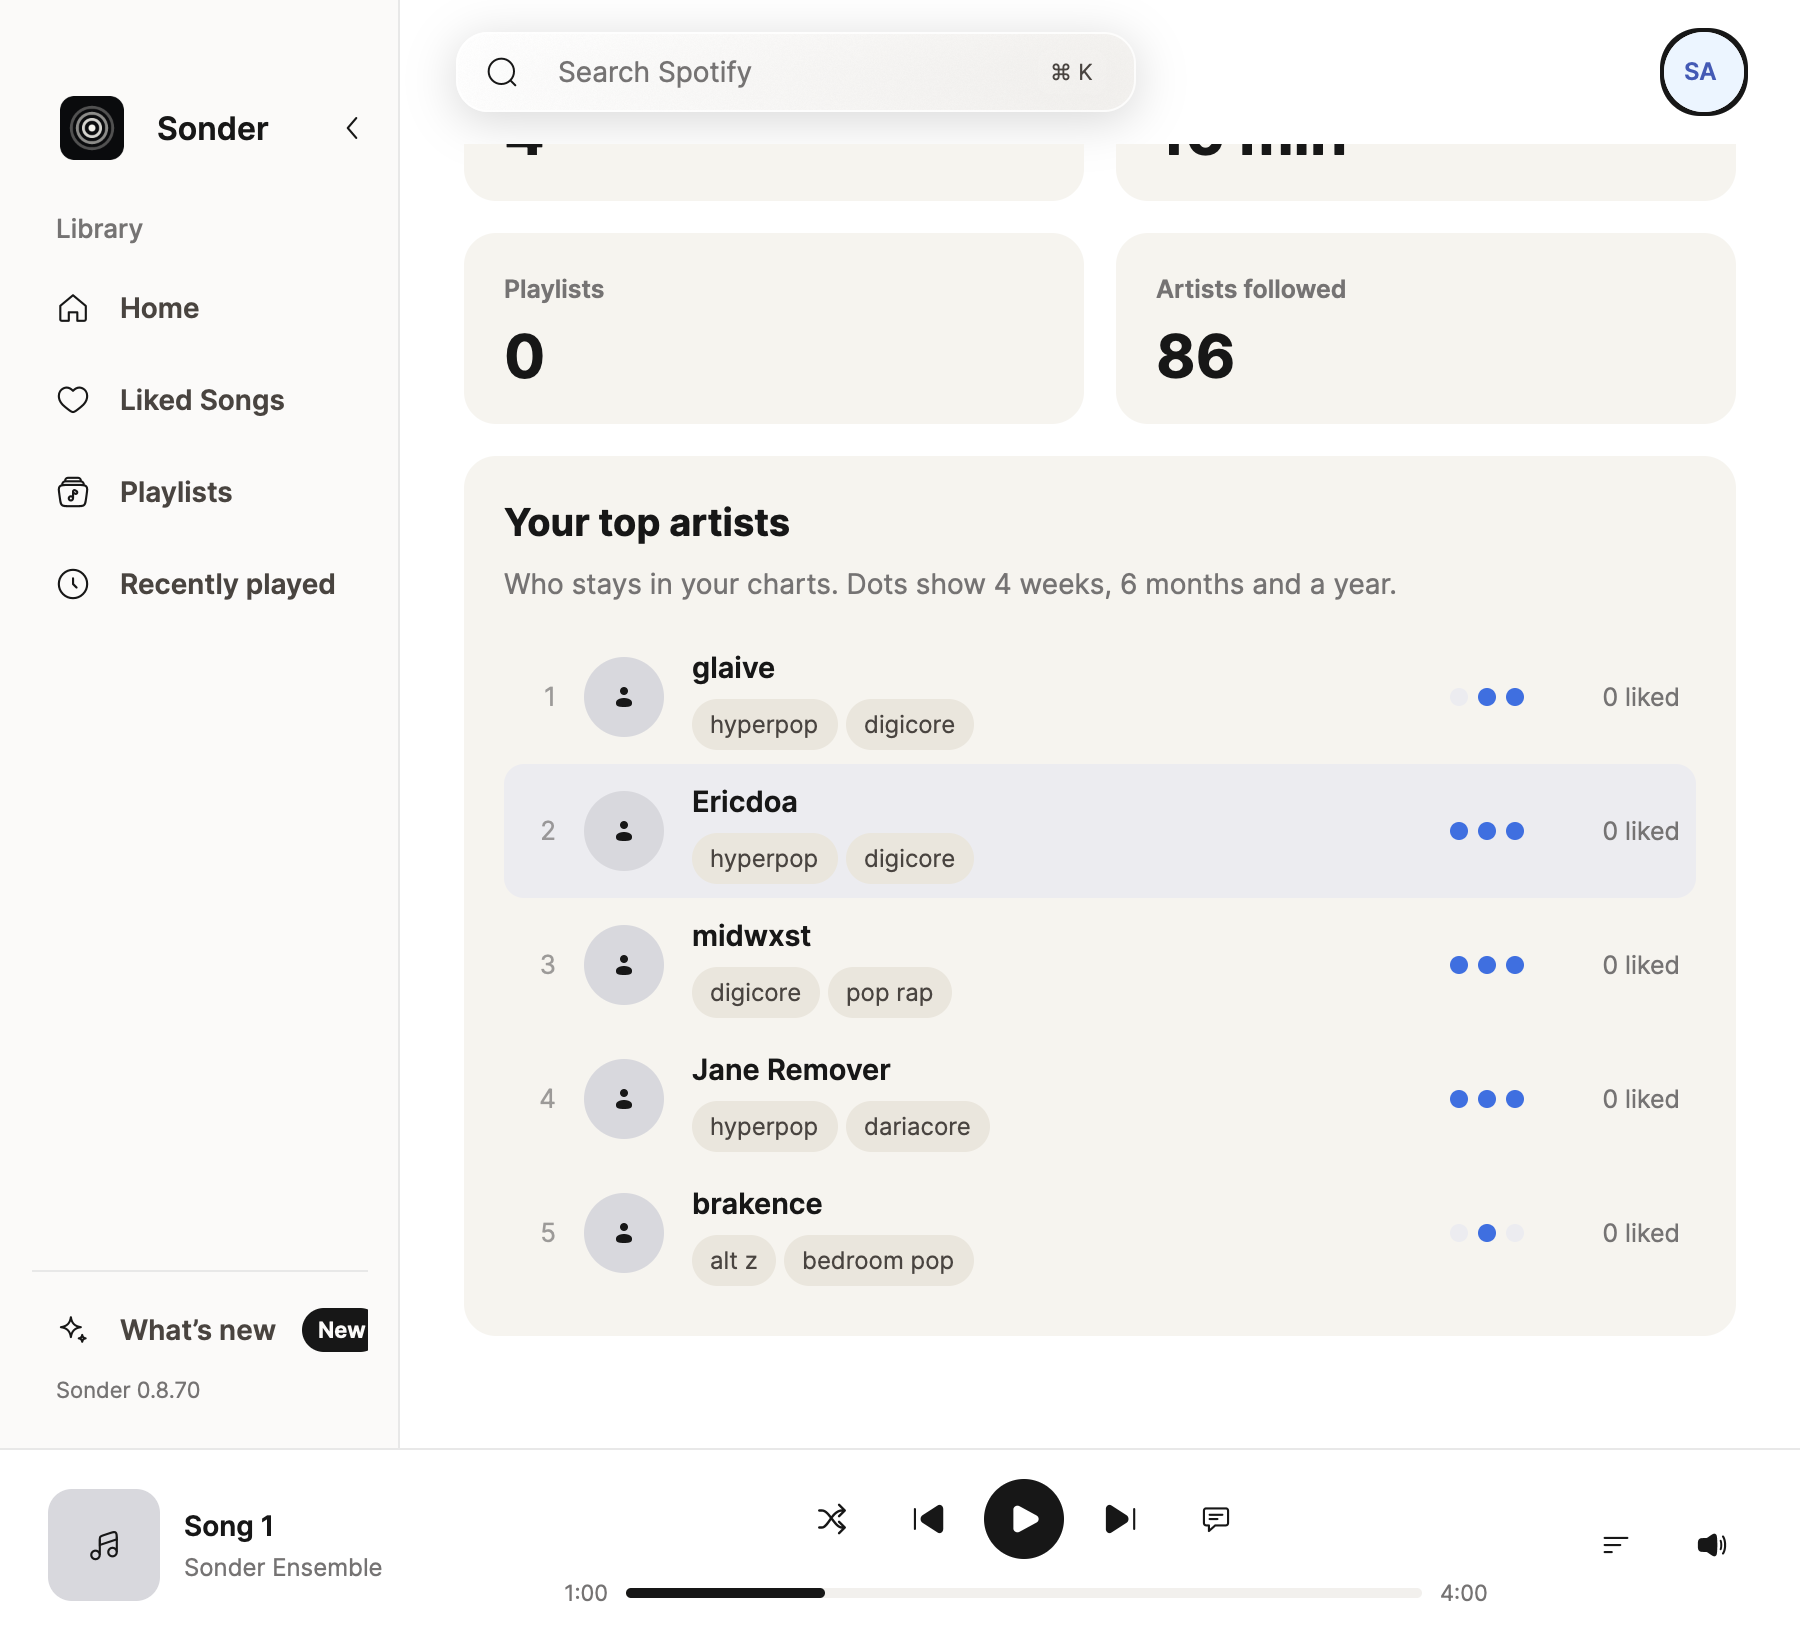 Search Spotify
⌘ K
SA
Sonder
Library
Home
Liked Songs
Playlists
Recently played
What’s new
New
Sonder 0.8.70
Playlists
0
Artists followed
86
Your top artists
Who stays in your charts. Dots show 4 weeks, 6 months and a year.
1
glaive
hyperpop
digicore
0 liked
2
Ericdoa
hyperpop
digicore
0 liked
3
midwxst
digicore
pop rap
0 liked
4
Jane Remover
hyperpop
dariacore
0 liked
5
brakence
alt z
bedroom pop
0 liked
Song 1
Sonder Ensemble
1:00
4:00